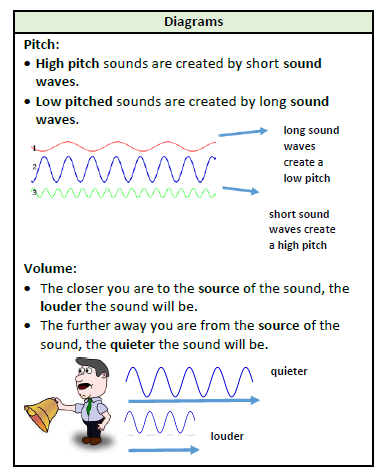 Diagrams
Pitch:
• High pitch sounds are created by short sound
waves.
• Low pitched sounds are created by long sound
waves.
1
2
3
long sound
waves
create a
low pitch
short sound
waves create
a high pitch
Volume:
• The closer you are to the source of the sound, the
louder the sound will be.
• The further away you are from the source of the
sound, the quieter the sound will be.
quieter
louder